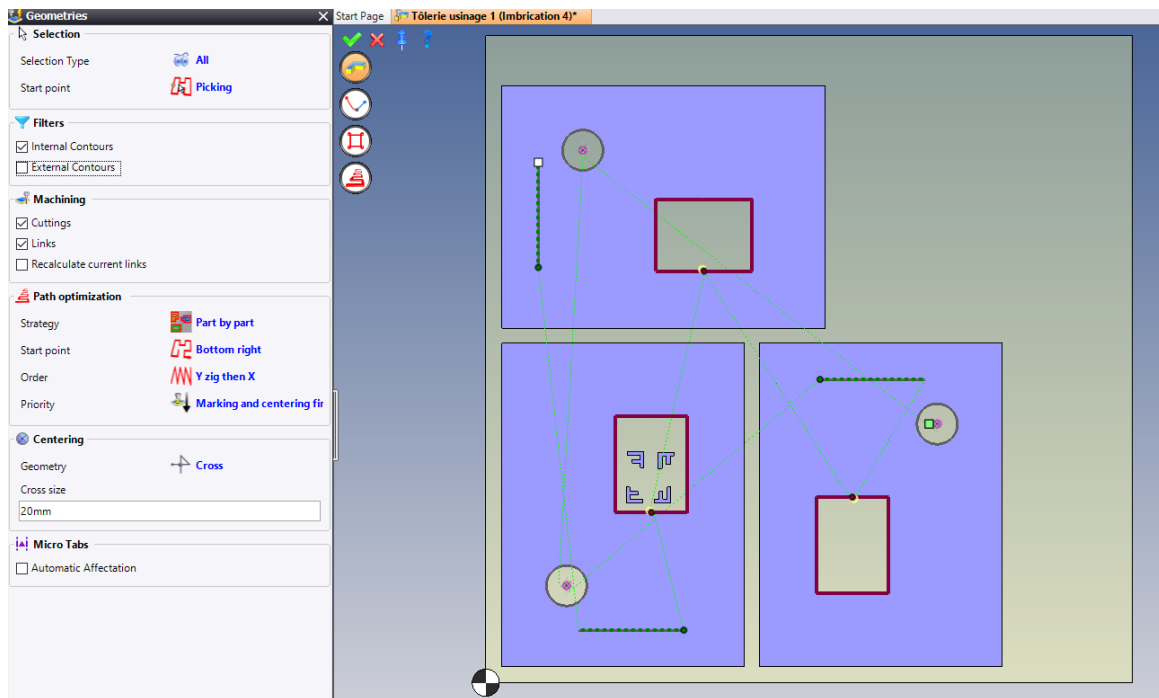 Geometries
Start Page
Tôlerie usinage 1 (Imbrication 4)*
Selection
Selection Type All
Start point Picking
Filters
Internal Contours
External Contours
Machining
Cuttings
Links
Recalculate current links
Path optimization
Strategy Part by part
Start point Bottom right
Order Y zig then X
Priority Marking and centering fir
Centering
Geometry Cross
Cross size
20mm
Micro Tabs
Automatic Affectation